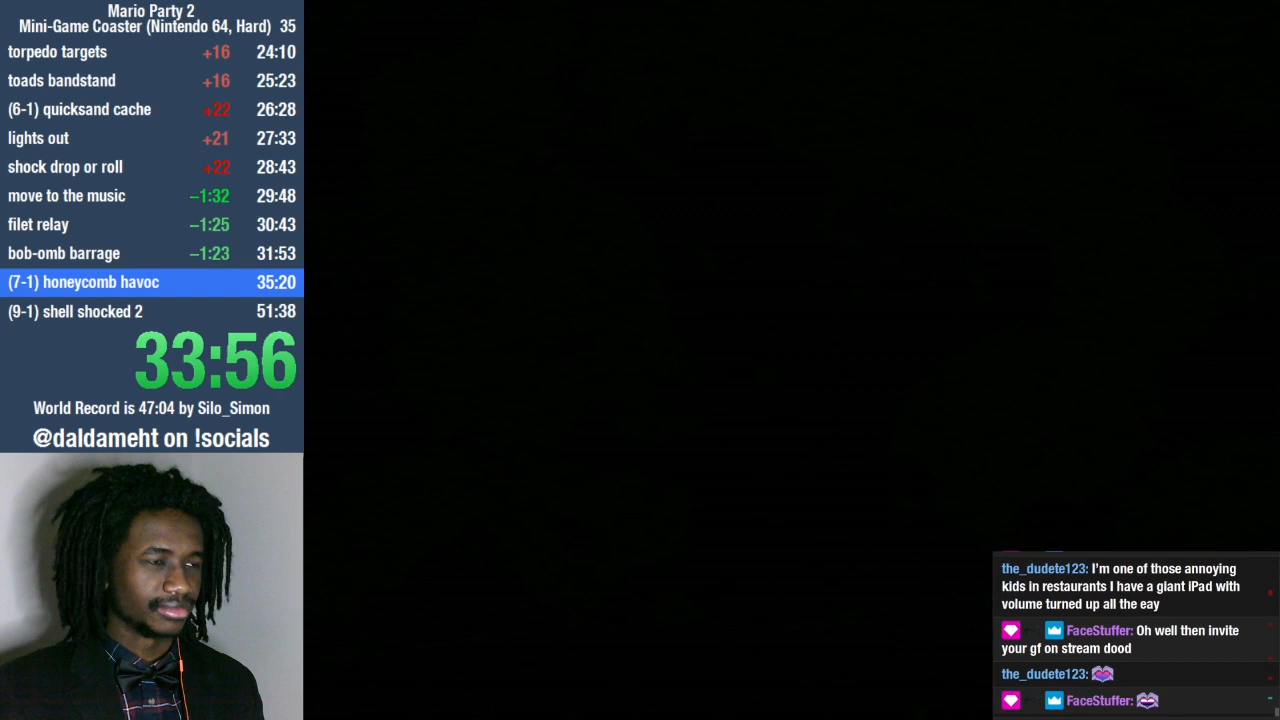 Mario Party 2
Mini-Game Coaster (Nintendo 64, Hard) 35
torpedo targets +16 24:10
toads bandstand +16 25:23
(6-1) quicksand cache +22 26:28
lights out +21 27:33
shock drop or roll +22 28:43
move to the music −1:32 29:48
filet relay −1:25 30:43
bob-omb barrage −1:23 31:53
(7-1) honeycomb havoc 35:20
(9-1) shell shocked 2 51:38
33:56
World Record is 47:04 by Silo_Simon
@daldameht on !socials
the_dudete123: I'm one of those annoying
kids in restaurants I have a giant iPad with
volume turned up all the eay
FaceStuffer: Oh well then invite
your gf on stream dood
the_dudete123:
FaceStuffer: